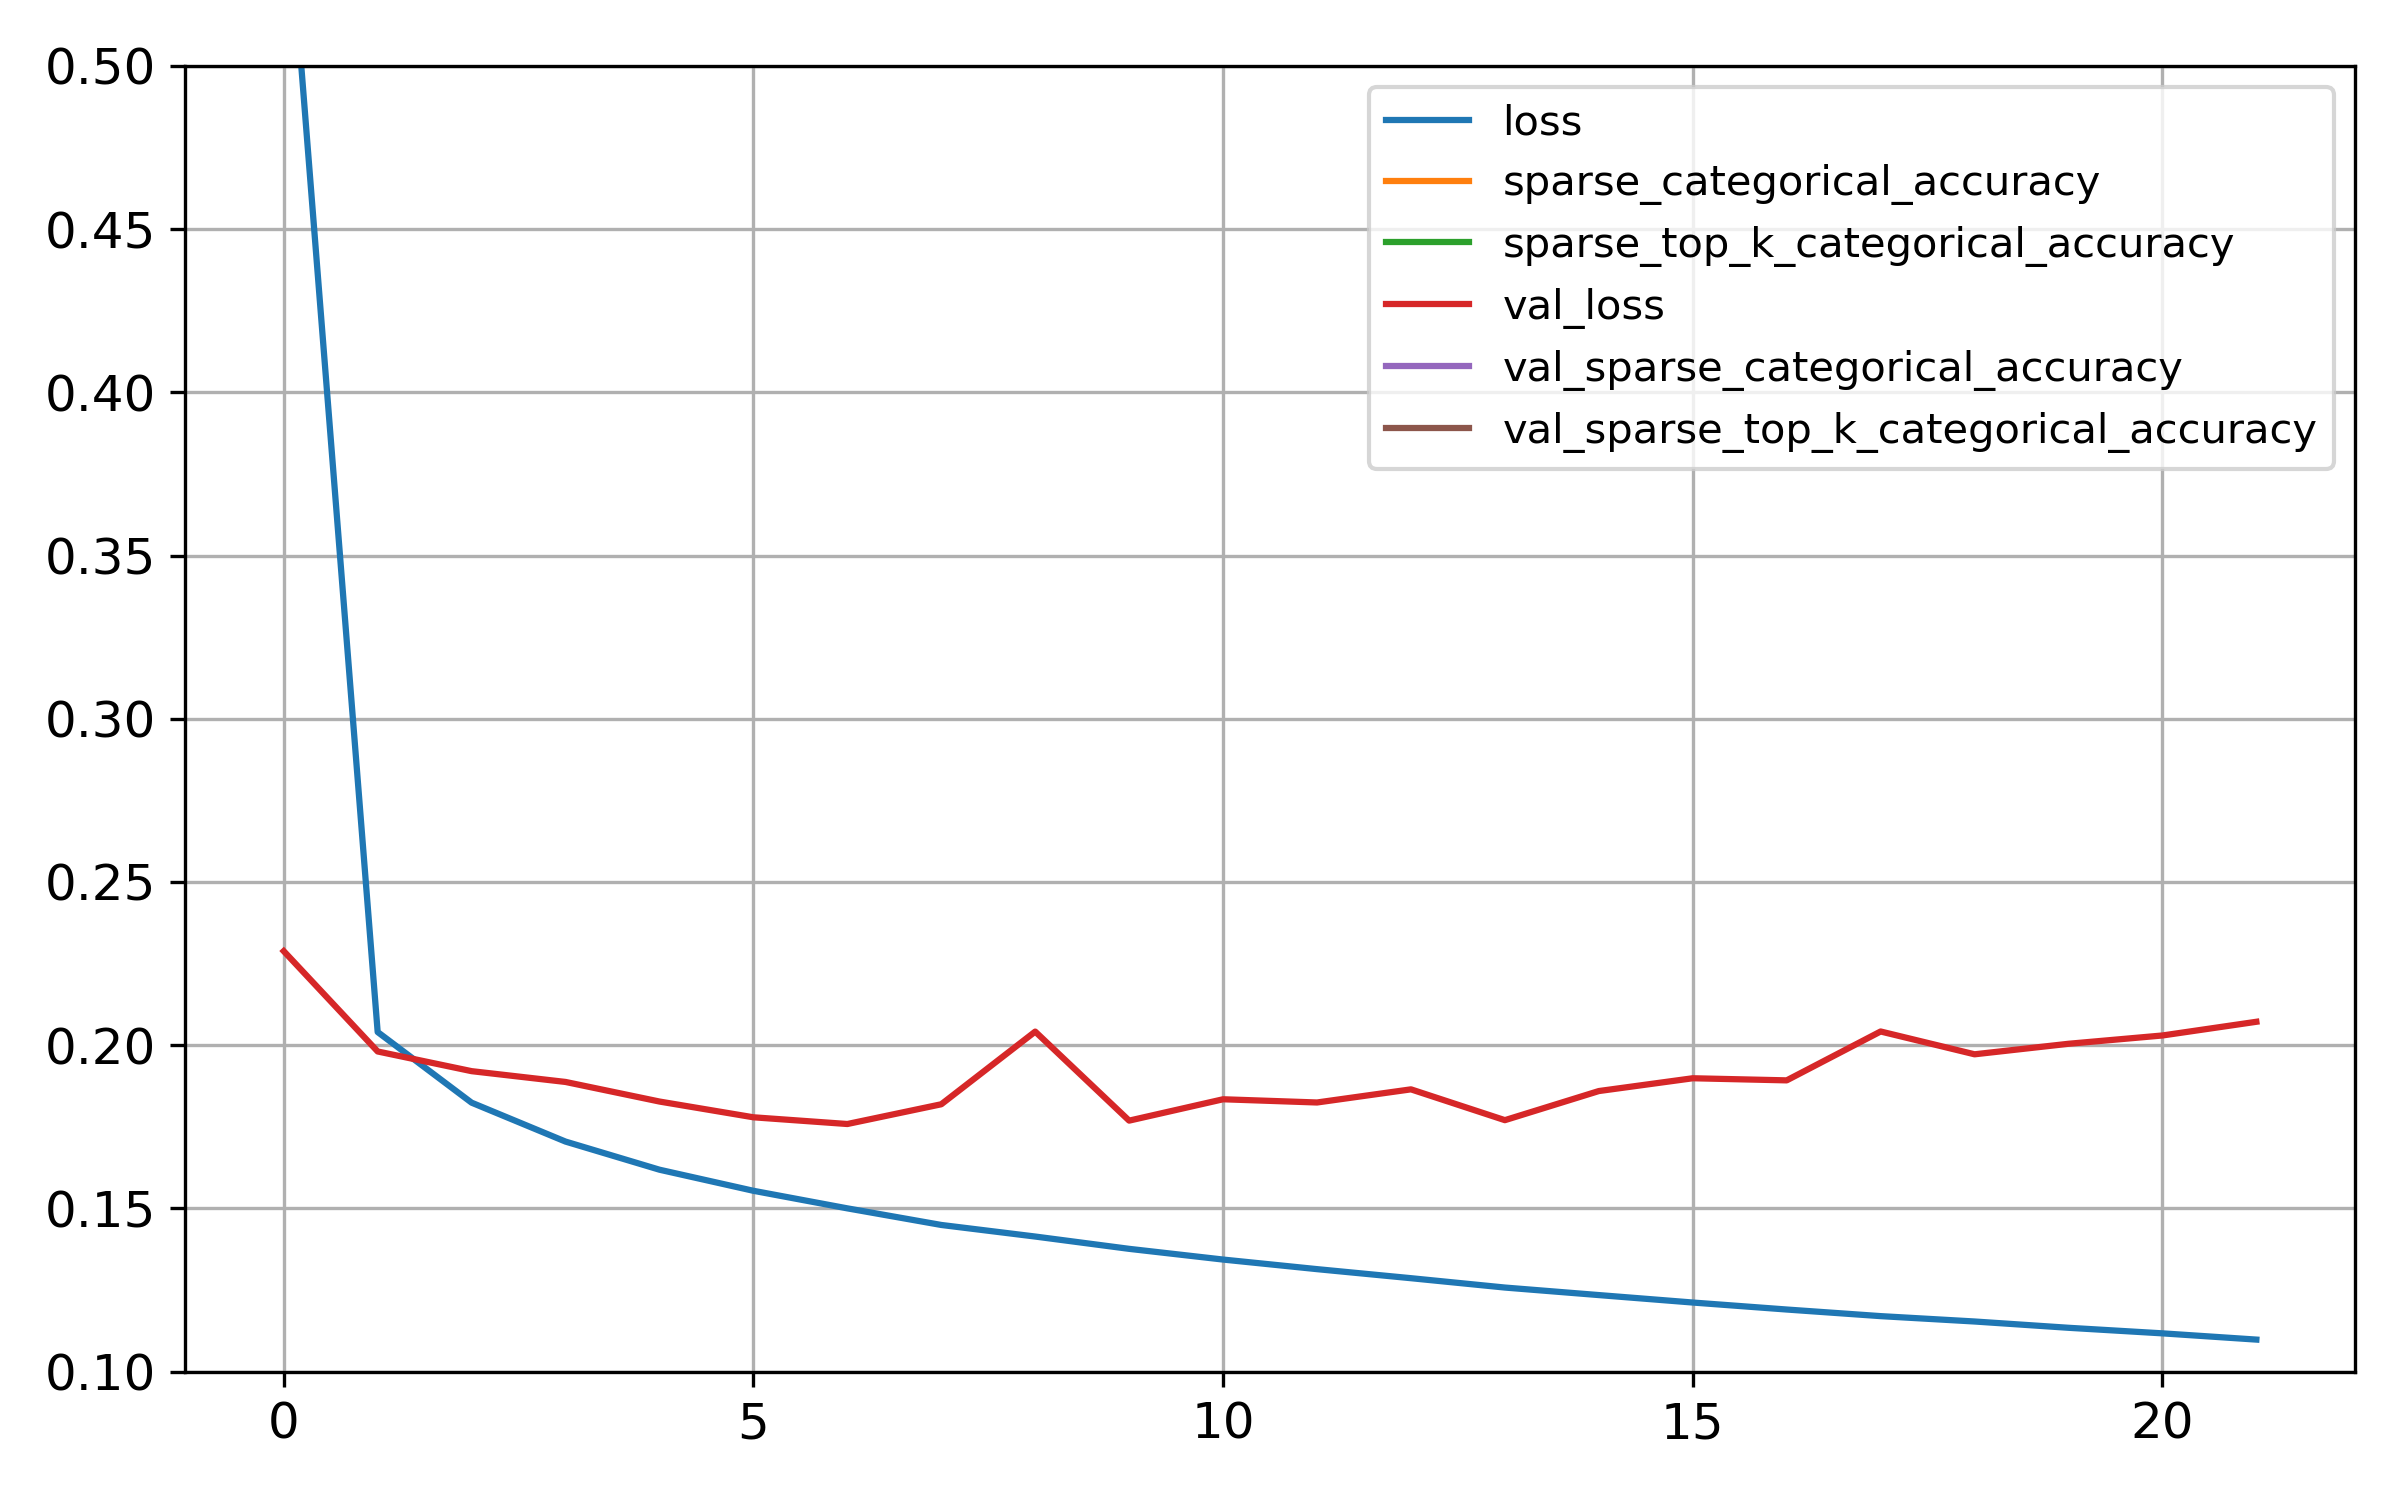 0.50
0.45
0.40
0.35
0.30
0.25
0.20
0.15
0.10
0 5 10 15 20
loss
sparse_categorical_accuracy
sparse_top_k_categorical_accuracy
val_loss
val_sparse_categorical_accuracy
val_sparse_top_k_categorical_accuracy